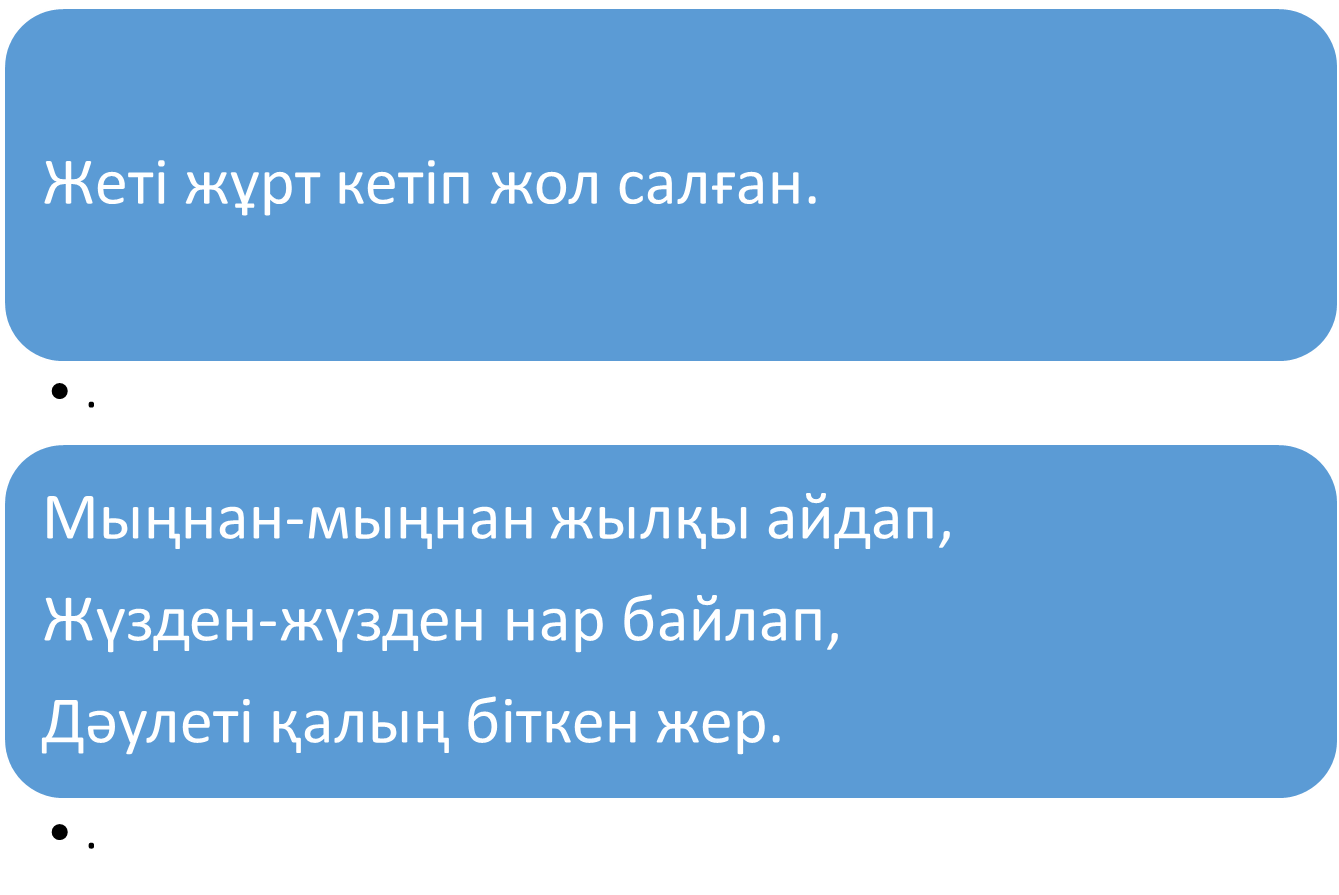 Жеті жұрт кетіп жол салған.
• .
Мыңнан-мыңнан жылқы айдап,
Жүзден-жүзден нар байлап,
Дәулеті қалың біткен жер.
• .